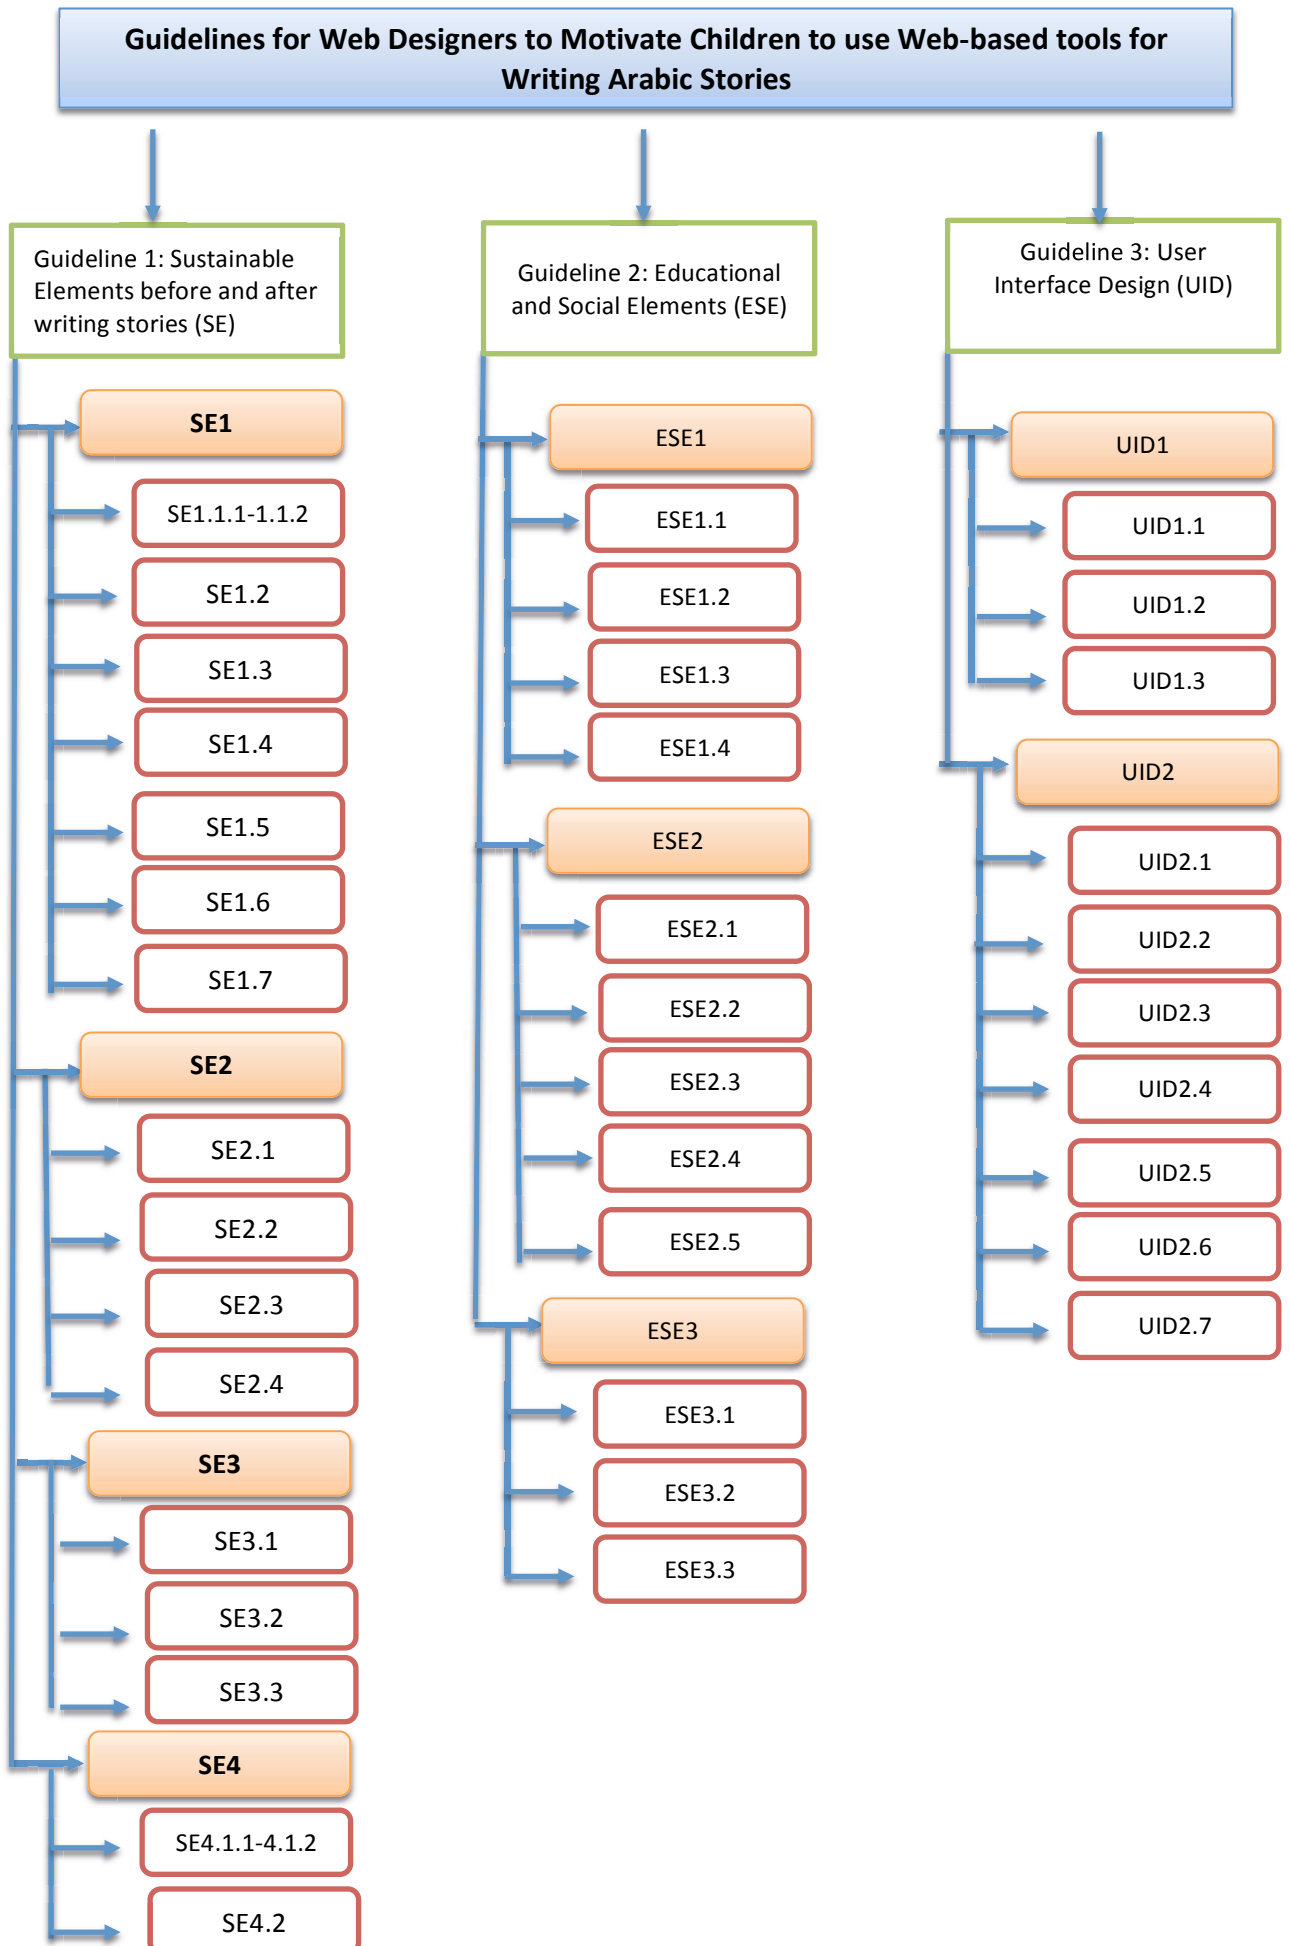 Guidelines for Web Designers to Motivate Children to use Web-based tools for
Writing Arabic Stories
Guideline 1: Sustainable
Elements before and after
writing stories (SE)
SE1
SE1.1.1-1.1.2
SE1.2
SE1.3
SE1.4
SE1.5
SE1.6
SE1.7
SE2
SE2.1
SE2.2
SE2.3
SE2.4
SE3
SE3.1
SE3.2
SE3.3
SE4
SE4.1.1-4.1.2
SE4.2
Guideline 2: Educational
and Social Elements (ESE)
ESE1
ESE1.1
ESE1.2
ESE1.3
ESE1.4
ESE2
ESE2.1
ESE2.2
ESE2.3
ESE2.4
ESE2.5
ESE3
ESE3.1
ESE3.2
ESE3.3
Guideline 3: User
Interface Design (UID)
UID1
UID1.1
UID1.2
UID1.3
UID2
UID2.1
UID2.2
UID2.3
UID2.4
UID2.5
UID2.6
UID2.7